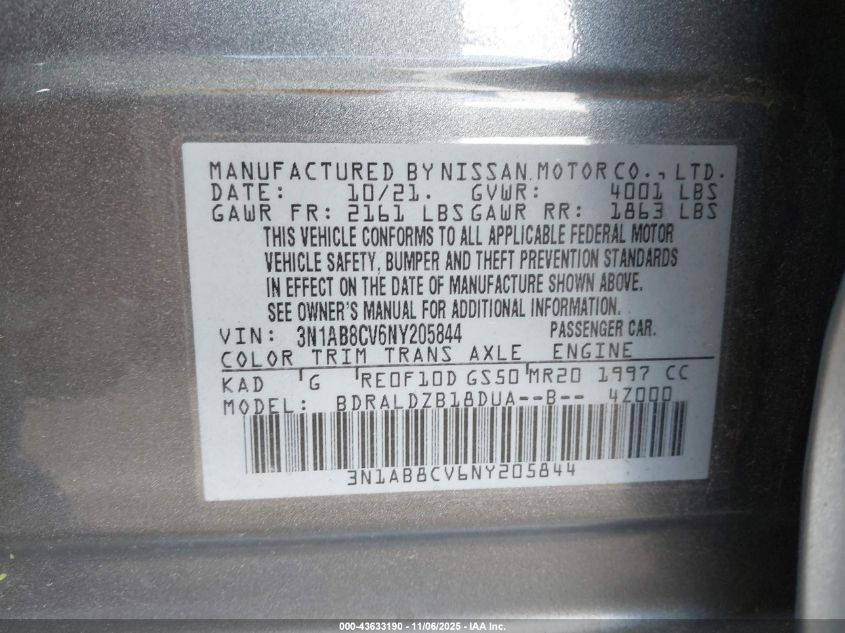 MANUFACTURED BY NISSAN MOTOR CO., LTD.
DATE: 10/21. GVWR: 4001 LBS
GAWR FR: 2161 LBS GAWR RR: 1863 LBS
THIS VEHICLE CONFORMS TO ALL APPLICABLE FEDERAL MOTOR
VEHICLE SAFETY, BUMPER AND THEFT PREVENTION STANDARDS
IN EFFECT ON THE DATE OF MANUFACTURE SHOWN ABOVE.
SEE OWNER'S MANUAL FOR ADDITIONAL INFORMATION.
VIN: 3N1AB8CV6NY205844 PASSENGER CAR.
COLOR TRIM TRANS AXLE ENGINE
KAD G RE0F10D GS50 MR20 1997 CC
MODEL: BDRALDZB18DUA--B-- 4Z000
3N1AB8CV6NY205844
000-43633190 - 11/06/2025 - IAA Inc.